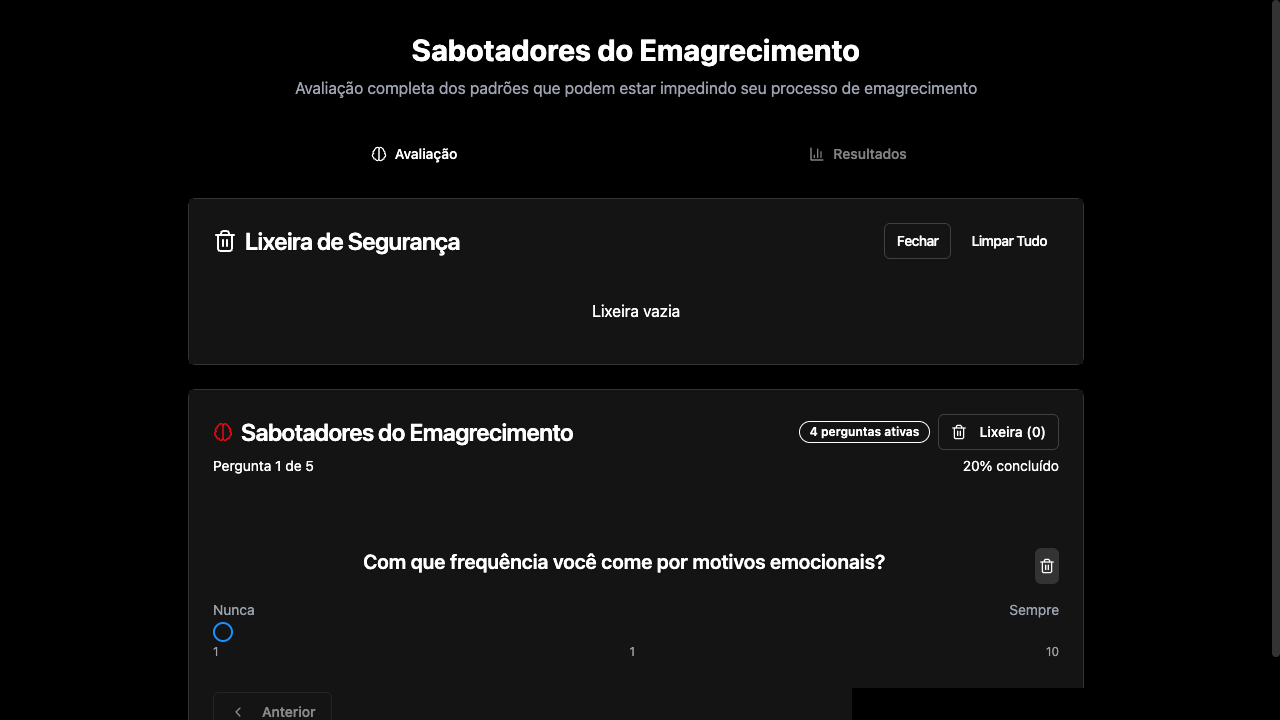 Sabotadores do Emagrecimento
Avaliação completa dos padrões que podem estar impedindo seu processo de emagrecimento
Avaliação
Resultados
Lixeira de Segurança
Fechar
Limpar Tudo
Lixeira vazia
Sabotadores do Emagrecimento
4 perguntas ativas
Lixeira (0)
Pergunta 1 de 5
20% concluído
Com que frequência você come por motivos emocionais?
Nunca
Sempre
1
1
10
Anterior